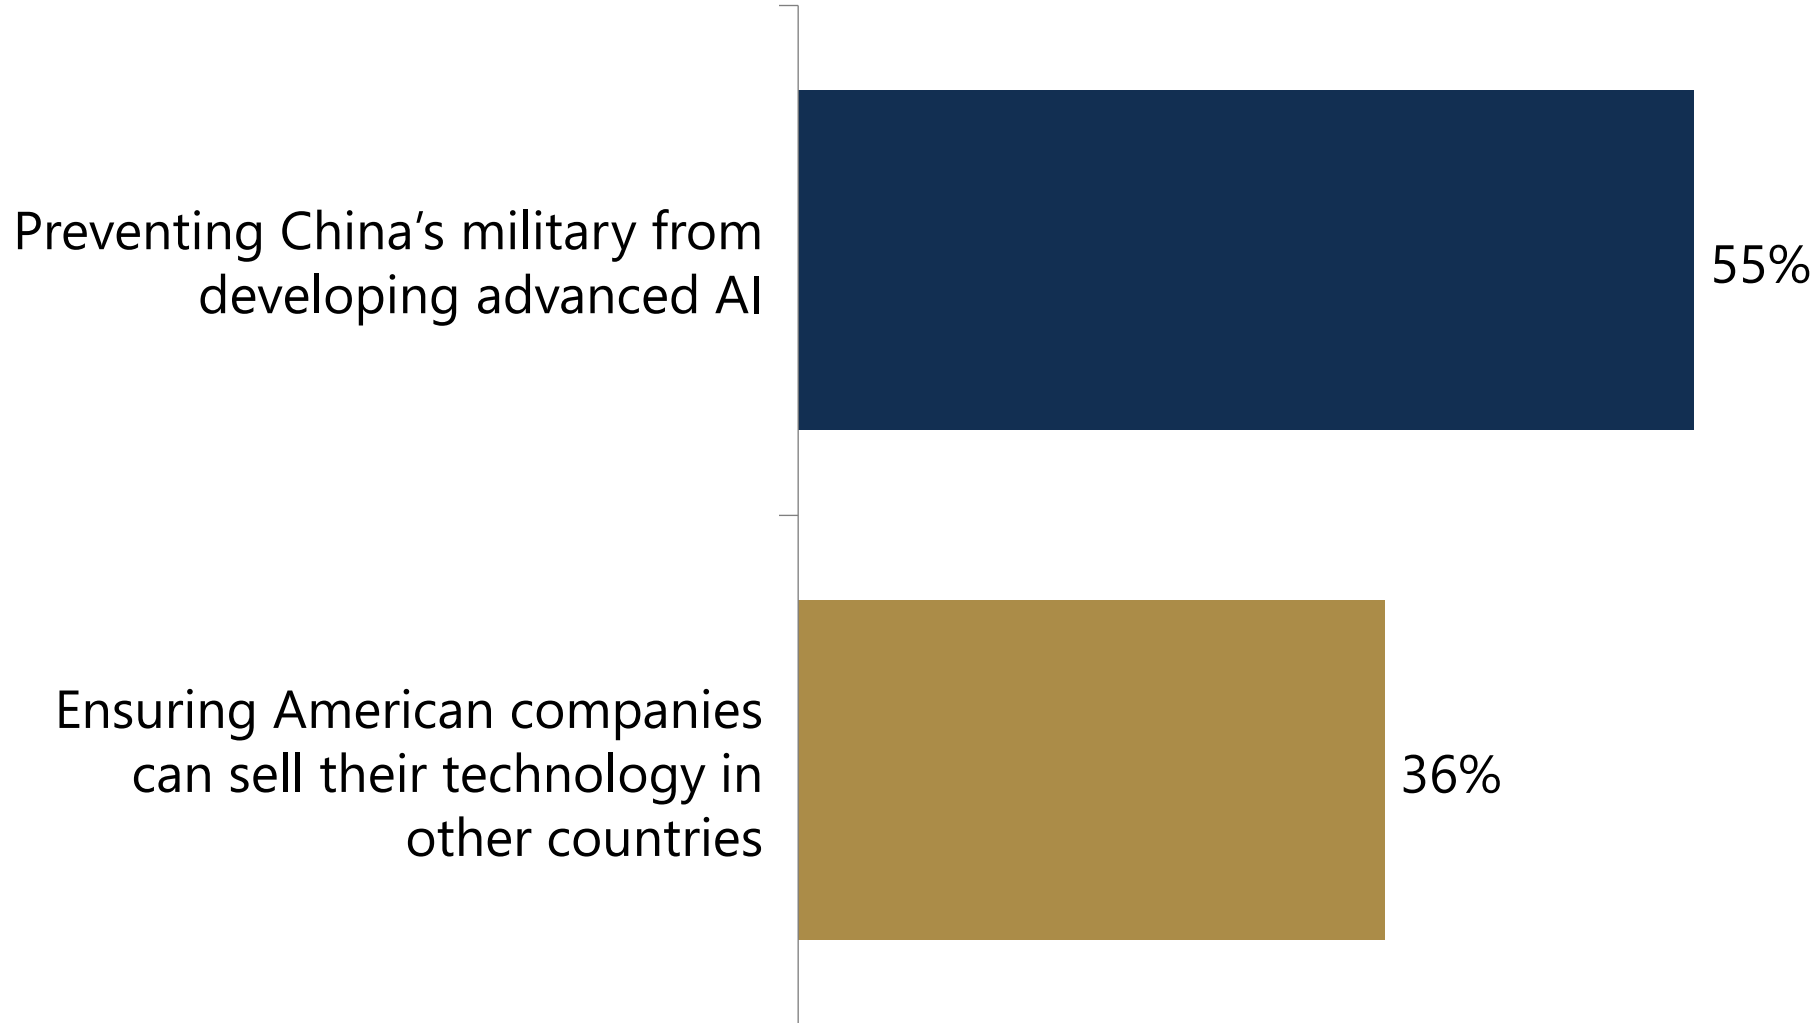 Preventing China‘s military from
developing advanced AI
55%
Ensuring American companies
can sell their technology in
other countries
36%